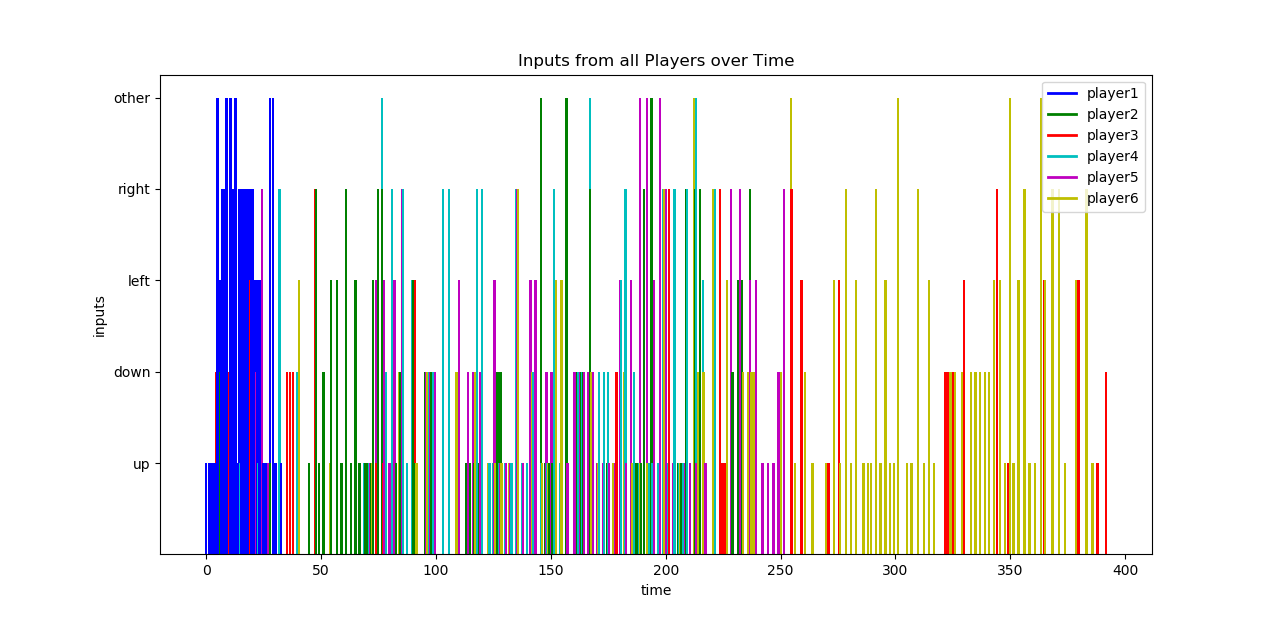 Inputs from all Players over Time
other
right
left
down
up
inputs
0 50 100 150 200 250 300 350 400
time
player1
player2
player3
player4
player5
player6